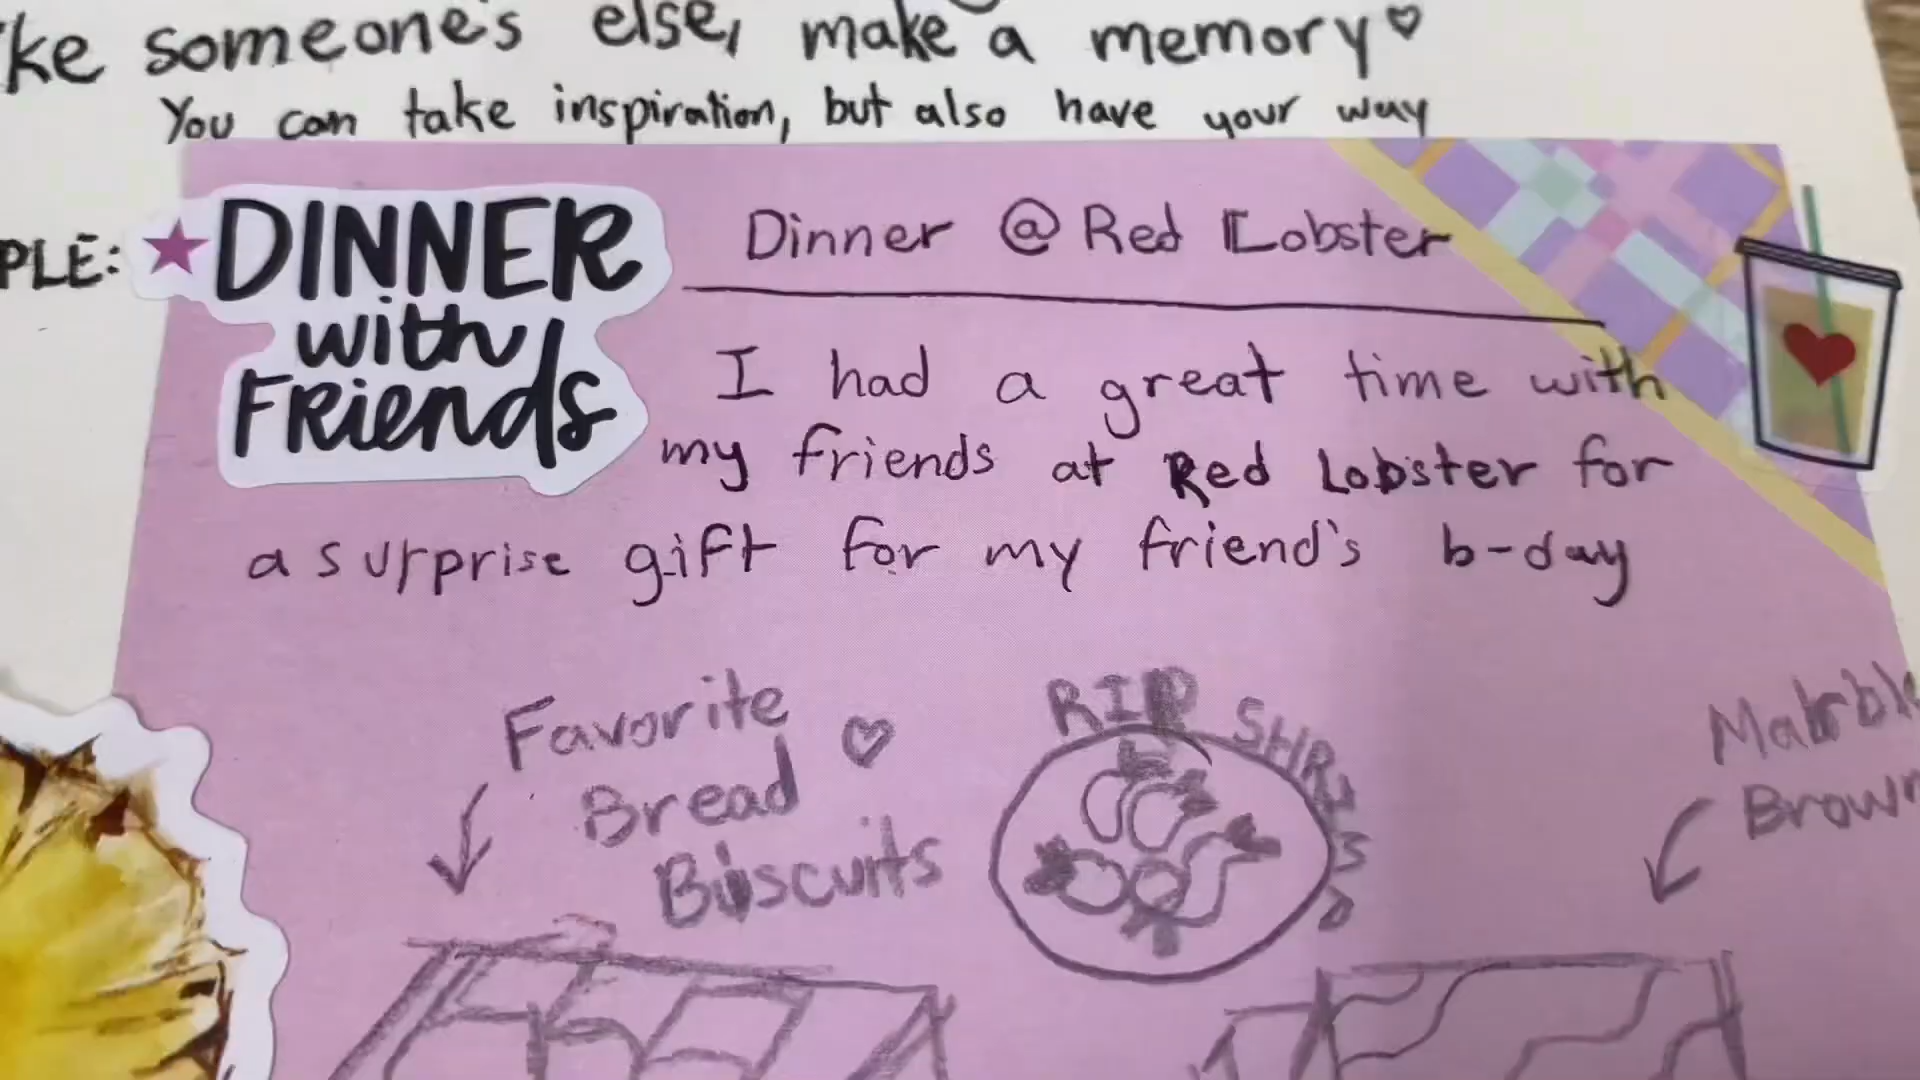 ke someone's else, make a memory♡
You can take inspiration, but also have your way
PLE:
DINNER
with
FRiends
Dinner @ Red Lobster
I had a great time with
my friends at Red Lobster for
a surprise gift for my friend's b-day
Favorite
Bread
Biscuits
RIP
Brown